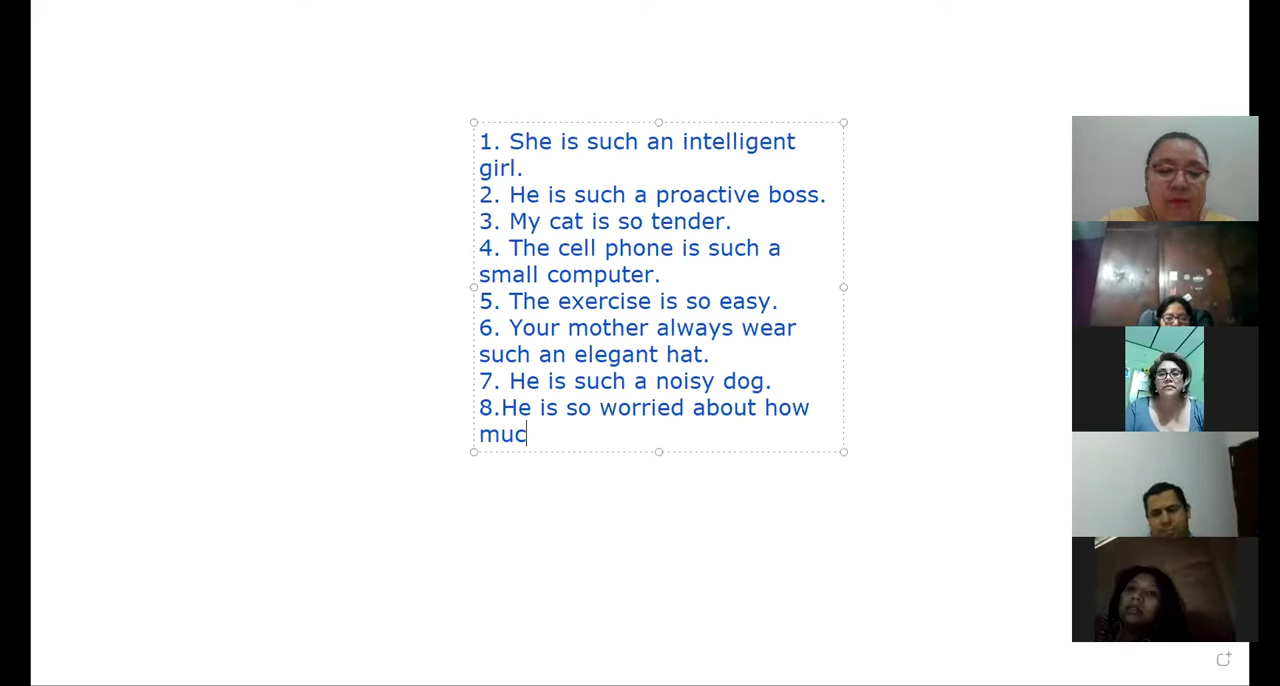 1. She is such an intelligent
girl.
2. He is such a proactive boss.
3. My cat is so tender.
4. The cell phone is such a
small computer.
5. The exercise is so easy.
6. Your mother always wear
such an elegant hat.
7. He is such a noisy dog.
8.He is so worried about how
muc